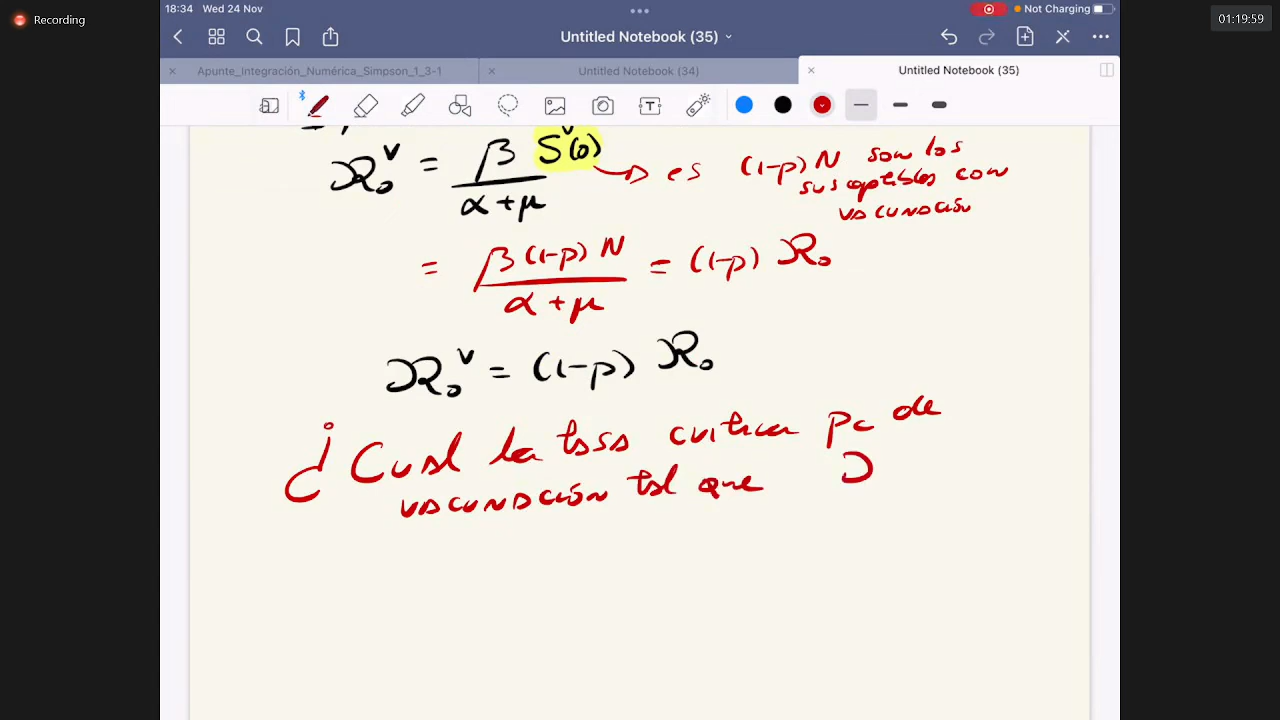 Recording
18:34 Wed 24 Nov
Not Charging
01:19:59
Untitled Notebook (35)
Apunte_Integración_Numérica_Simpson_1_3-1
Untitled Notebook (34)
Untitled Notebook (35)
ℛ₀ᵛ = β Sᵛ(0) / (α + μ) → es (1-p) N son los
susceptibles con
vacunación
= β (1-p) N / (α + μ) = (1-p) ℛ₀
ℛ₀ᵛ = (1-p) ℛ₀
¿Cual la tasa critica pc de
vacunación tal que